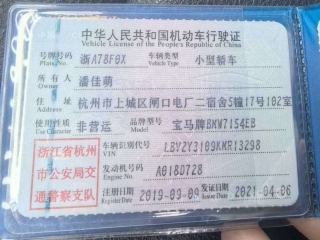 中华人民共和国机动车行驶证
Vehicle License of the People's Republic of China
号牌号码 浙A78F8X 车辆类型 小型轿车
Plate No. Vehicle Type
所有人 潘佳萌
Owner
住址 杭州市上城区闸口电厂二宿舍5幢17号102室
Address
使用性质 非营运 品牌型号 宝马牌BMW7154EB
Use Character Model
浙江省杭州
市公安局交
通警察支队
车辆识别代号 LBV2Y3109KMR13298
VIN
发动机号码 A618D728
Engine No.
注册日期 2019-09-09 发证日期 2021-04-06
Register Date Issue Date